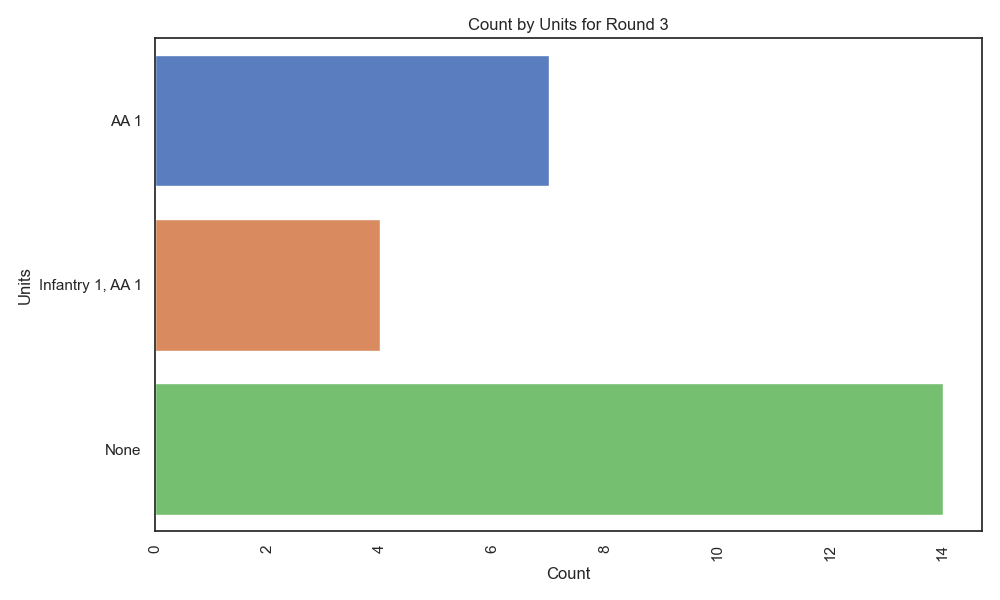 Count by Units for Round 3
Units
AA 1
Infantry 1, AA 1
None
0 2 4 6 8 10 12 14
Count